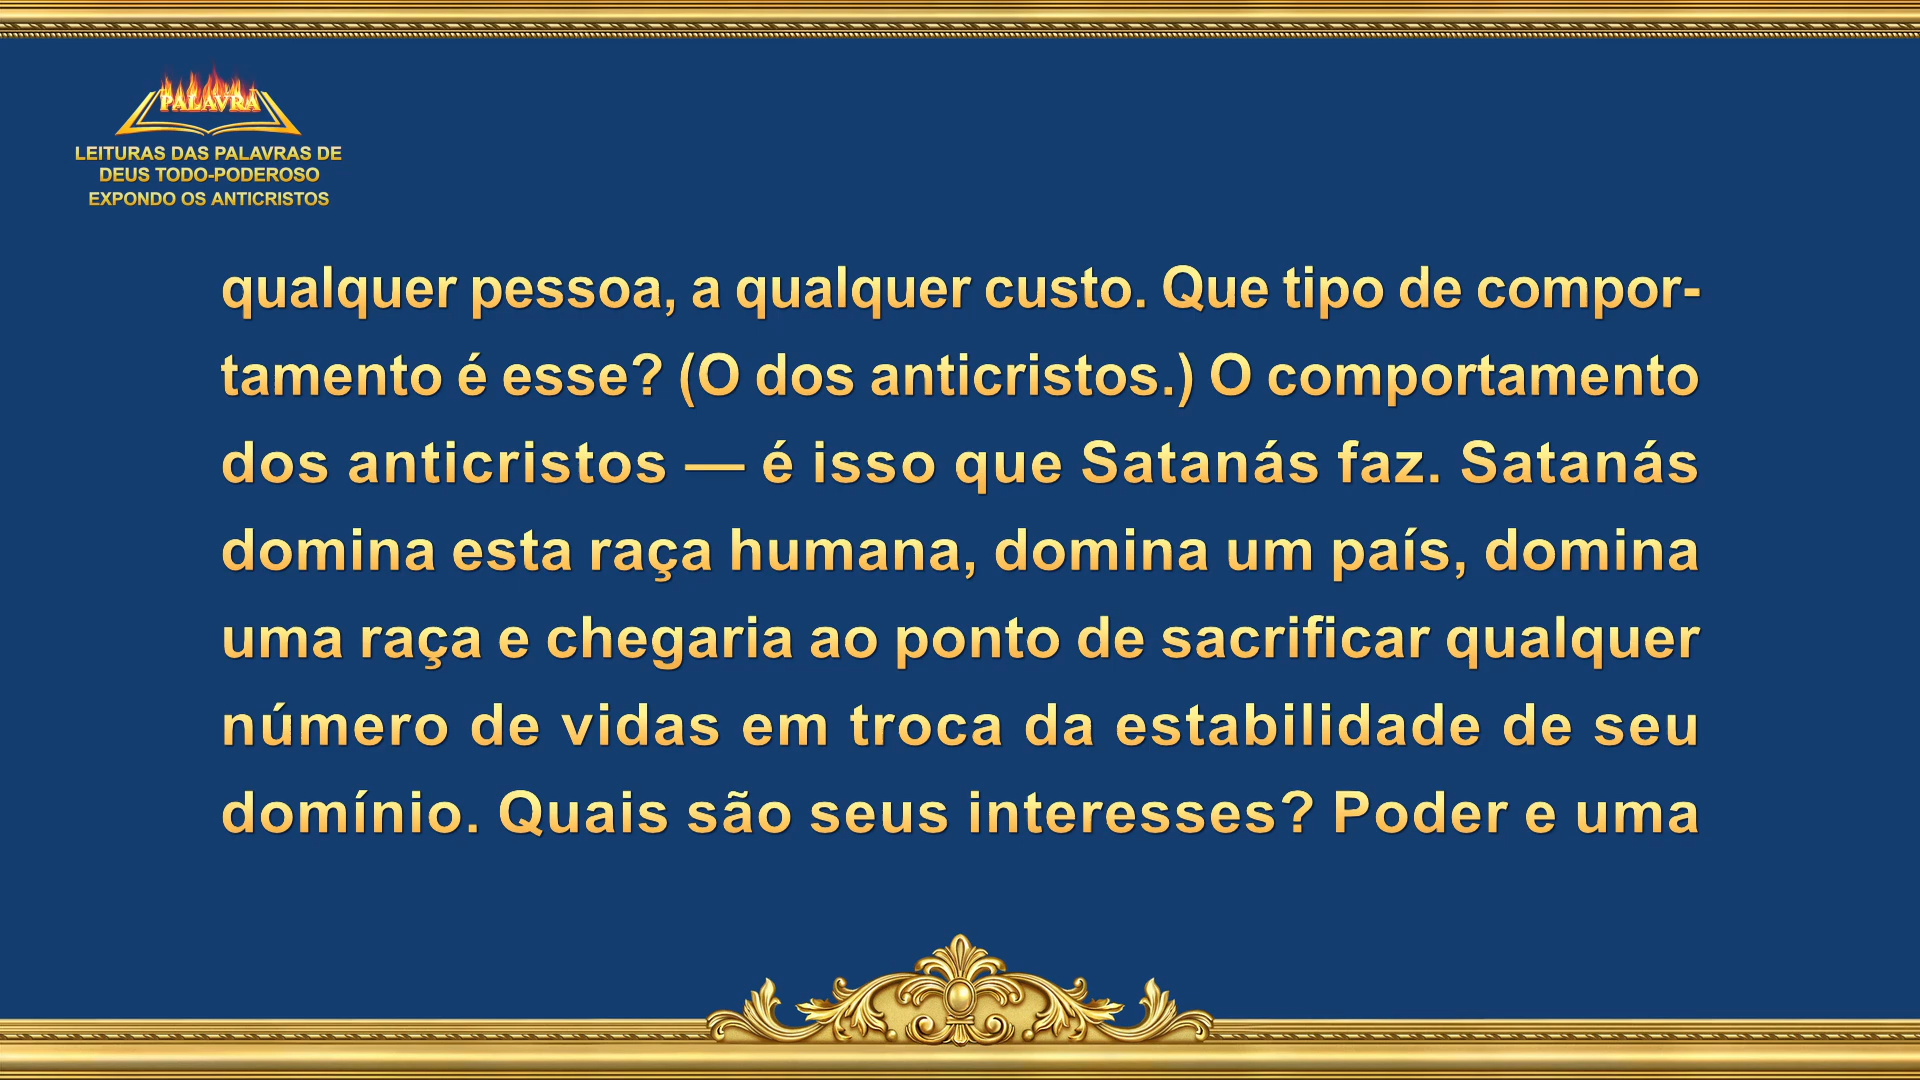 PALAVRA
LEITURAS DAS PALAVRAS DE
DEUS TODO-PODEROSO
EXPONDO OS ANTICRISTOS
qualquer pessoa, a qualquer custo. Que tipo de compor-
tamento é esse? (O dos anticristos.) O comportamento
dos anticristos — é isso que Satanás faz. Satanás
domina esta raça humana, domina um país, domina
uma raça e chegaria ao ponto de sacrificar qualquer
número de vidas em troca da estabilidade de seu
domínio. Quais são seus interesses? Poder e uma